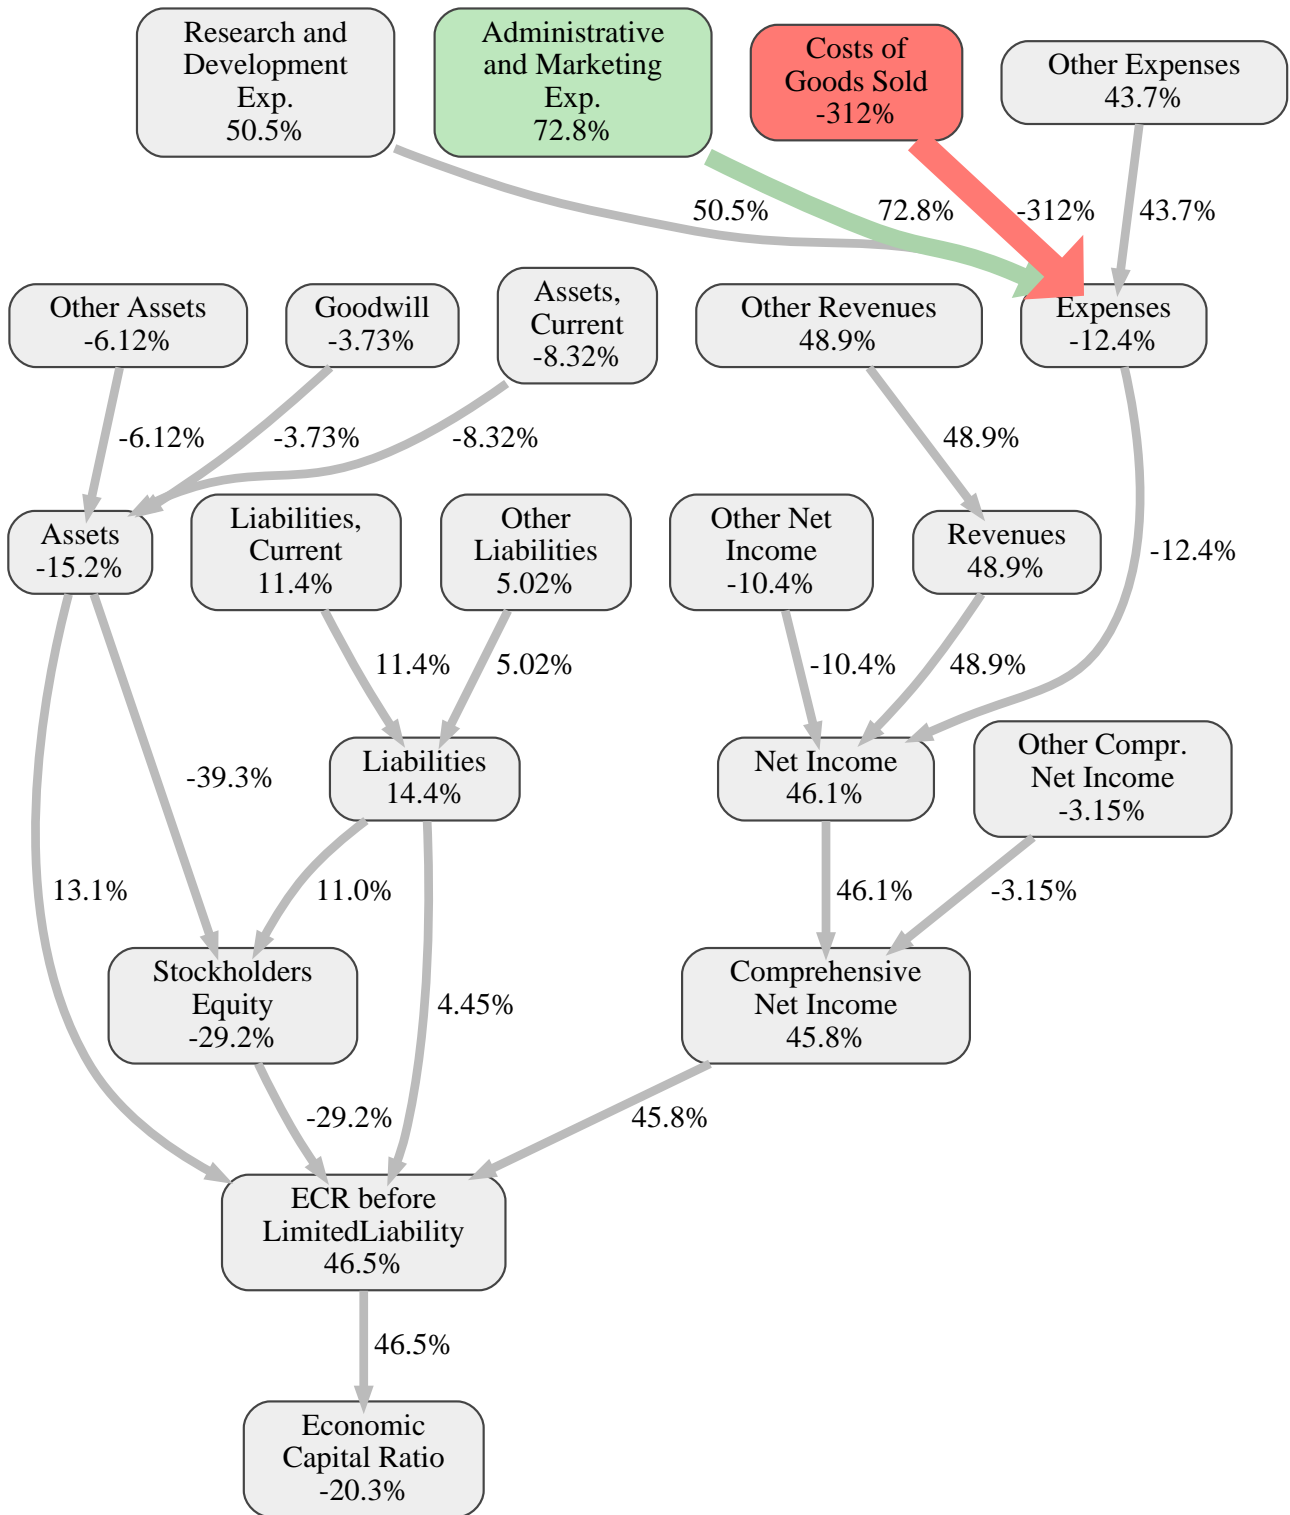 Research and
Development
Exp.
50.5%
Administrative
and Marketing
Exp.
72.8%
Costs of
Goods Sold
-312%
Other Expenses
43.7%
50.5%
72.8%
-312%
43.7%
Other Assets
-6.12%
Goodwill
-3.73%
Assets,
Current
-8.32%
Other Revenues
48.9%
Expenses
-12.4%
-6.12%
-3.73%
-8.32%
48.9%
Assets
-15.2%
Liabilities,
Current
11.4%
Other
Liabilities
5.02%
Other Net
Income
-10.4%
Revenues
48.9%
-12.4%
11.4%
5.02%
-10.4%
48.9%
-39.3%
Liabilities
14.4%
Net Income
46.1%
Other Compr.
Net Income
-3.15%
13.1%
11.0%
46.1%
-3.15%
Stockholders
Equity
-29.2%
4.45%
Comprehensive
Net Income
45.8%
-29.2%
45.8%
ECR before
LimitedLiability
46.5%
46.5%
Economic
Capital Ratio
-20.3%